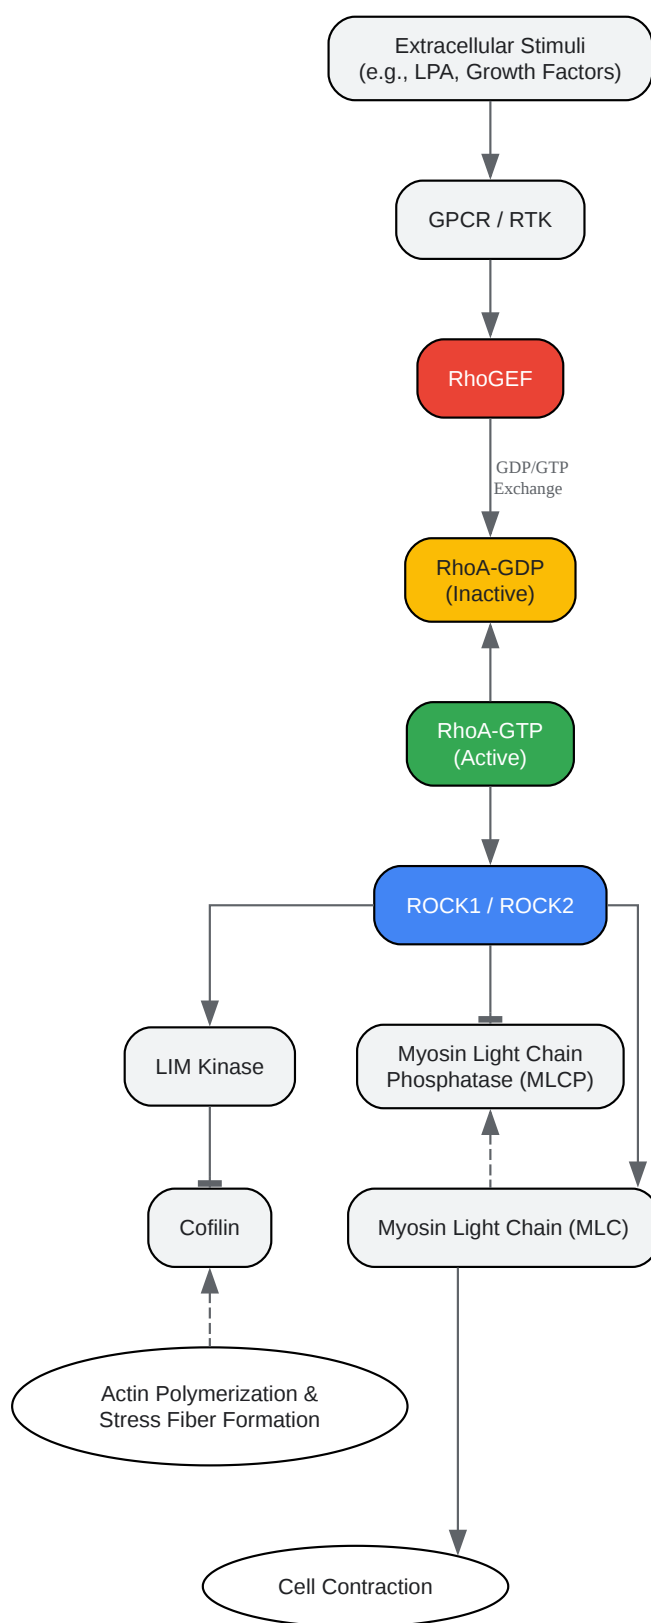 Extracellular Stimuli
(e.g., LPA, Growth Factors)
GPCR / RTK
RhoGEF
GDP/GTP
Exchange
RhoA-GDP
(Inactive)
RhoA-GTP
(Active)
ROCK1 / ROCK2
LIM Kinase
Myosin Light Chain
Phosphatase (MLCP)
Cofilin
Myosin Light Chain (MLC)
Actin Polymerization &
Stress Fiber Formation
Cell Contraction